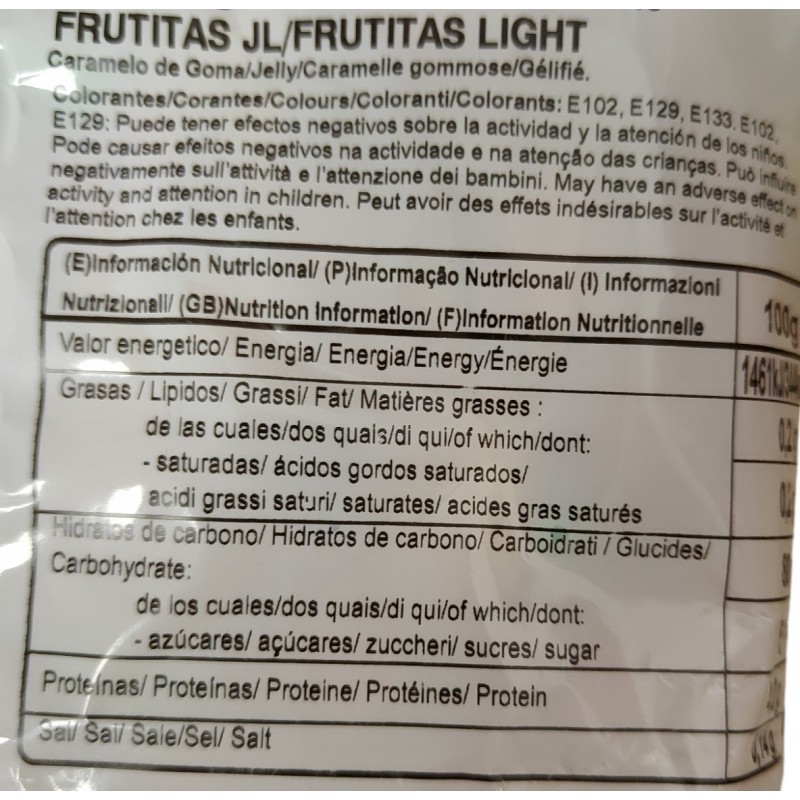 FRUTITAS JL/FRUTITAS LIGHT
Caramelo de Goma/Jelly/Caramelle gommose/Gélifié.
Colorantes/Corantes/Colours/Coloranti/Colorants: E102, E129, E133. E102,
E129: Puede tener efectos negativos sobre la actividad y la atención de los niños.
Pode causar efeitos negativos na actividade e na atenção das crianças. Puó influire
negativamente sull'attivitá e l'attenzione dei bambini. May have an adverse effect on
activity and attention in children. Peut avoir des effets indésirables sur l'activité et
l'attention chez les enfants.
(E)Información Nutricional/ (P)Informação Nutricional/ (I) Informazioni
Nutrizionali/ (GB)Nutrition Information/ (F)Information Nutritionnelle
100g
Valor energetico/ Energia/ Energia/Energy/Énergie
1461kJ/
Grasas / Lipidos/ Grassi/ Fat/ Matières grasses :
de las cuales/dos quais/di qui/of which/dont:
- saturadas/ ácidos gordos saturados/
acidi grassi saturi/ saturates/ acides gras saturés
Hidratos de carbono/ Hidratos de carbono/ Carboidrati / Glucides/
Carbohydrate:
de los cuales/dos quais/di qui/of which/dont:
- azúcares/ açúcares/ zuccheri/ sucres/ sugar
Proteínas/ Proteínas/ Proteine/ Protéines/ Protein
Sal/ Sal/ Sale/Sel/ Salt